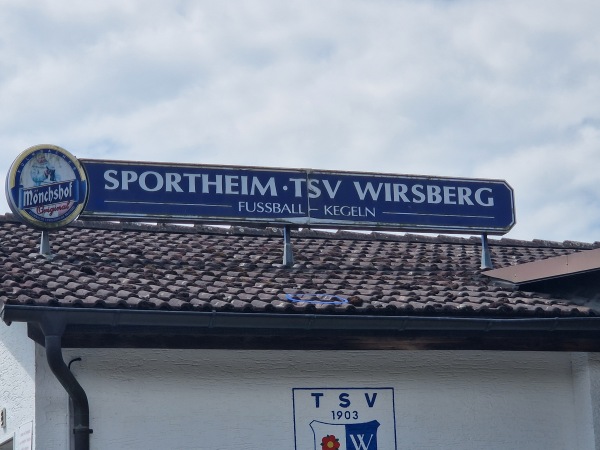 Mönchshof
Original
SPORTHEIM · TSV WIRSBERG
FUSSBALL KEGELN
TSV
1903
W